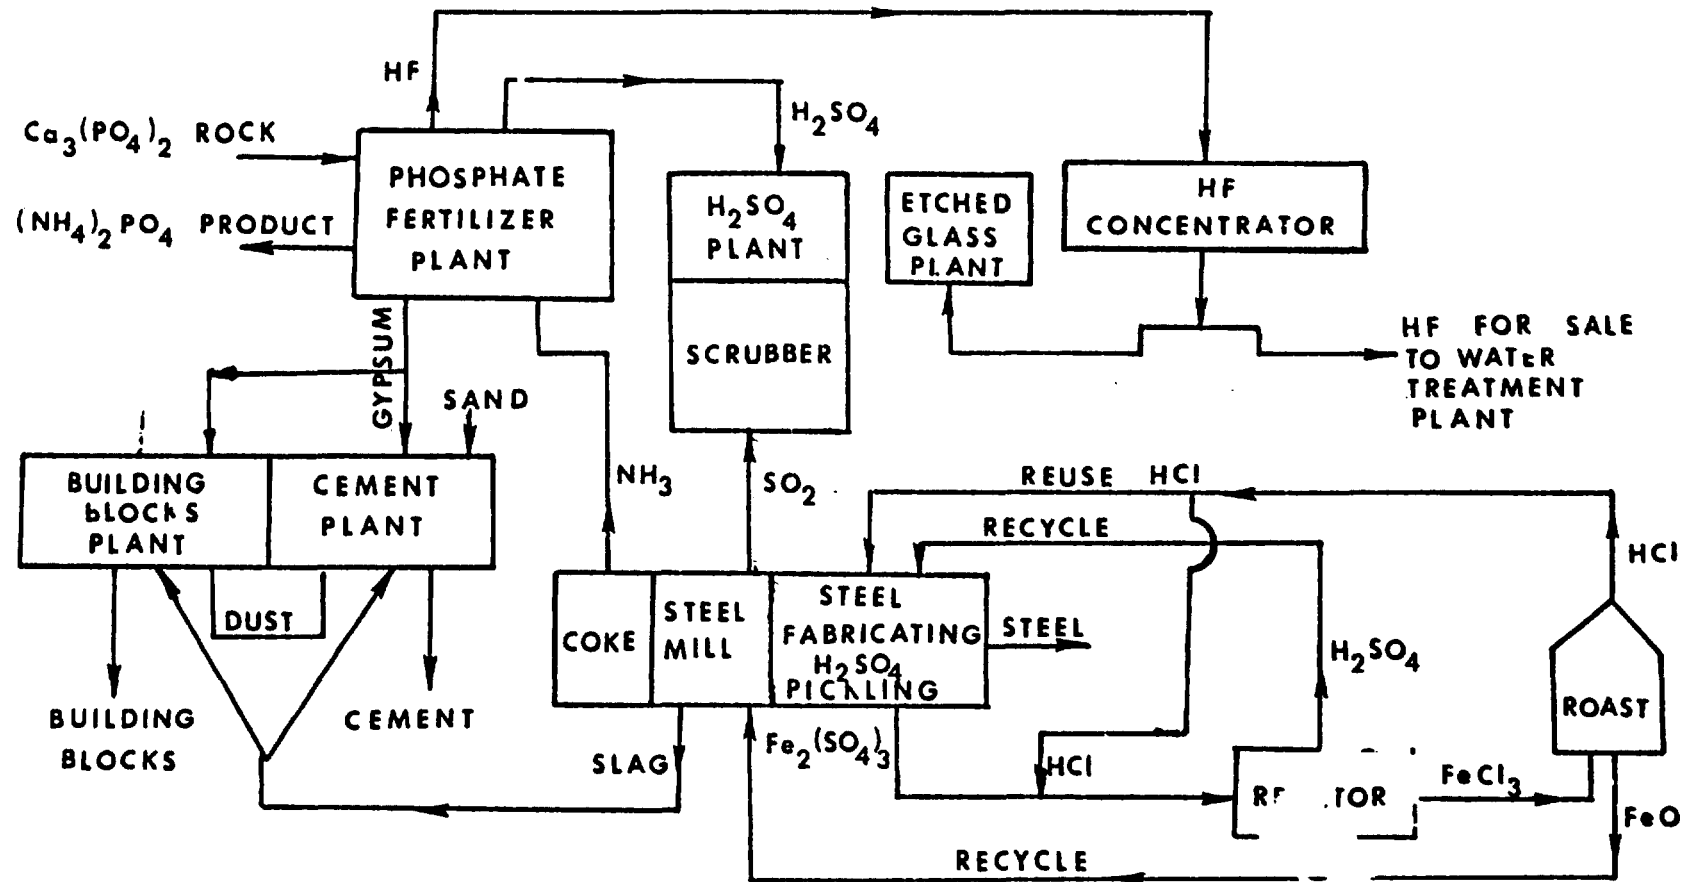 HF
H2SO4
Ca3(PO4)2 ROCK
PHOSPHATE
FERTILIZER
PLANT
(NH4)2PO4 PRODUCT
H2SO4
PLANT
SCRUBBER
ETCHED
GLASS
PLANT
HF
CONCENTRATOR
HF FOR SALE
TO WATER
TREATMENT
PLANT
GYPSUM
SAND
BUILDING
BLOCKS
PLANT
CEMENT
PLANT
NH3
SO2
REUSE HCl
RECYCLE
HCl
DUST
COKE
STEEL
MILL
STEEL
FABRICATING
H2SO4
PICKLING
STEEL
H2SO4
ROAST
BUILDING
BLOCKS
CEMENT
SLAG
Fe2(SO4)3
HCl
FeCl3
FeO
RECYCLE